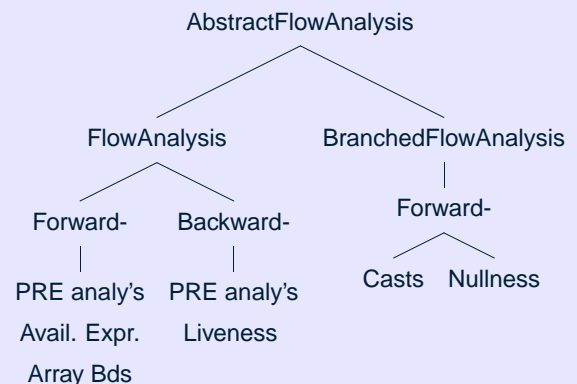 AbstractFlowAnalysis
FlowAnalysis BranchedFlowAnalysis
Forward- Backward- Forward-
Casts Nullness
PRE analy's PRE analy's
Avail. Expr. Liveness
Array Bds